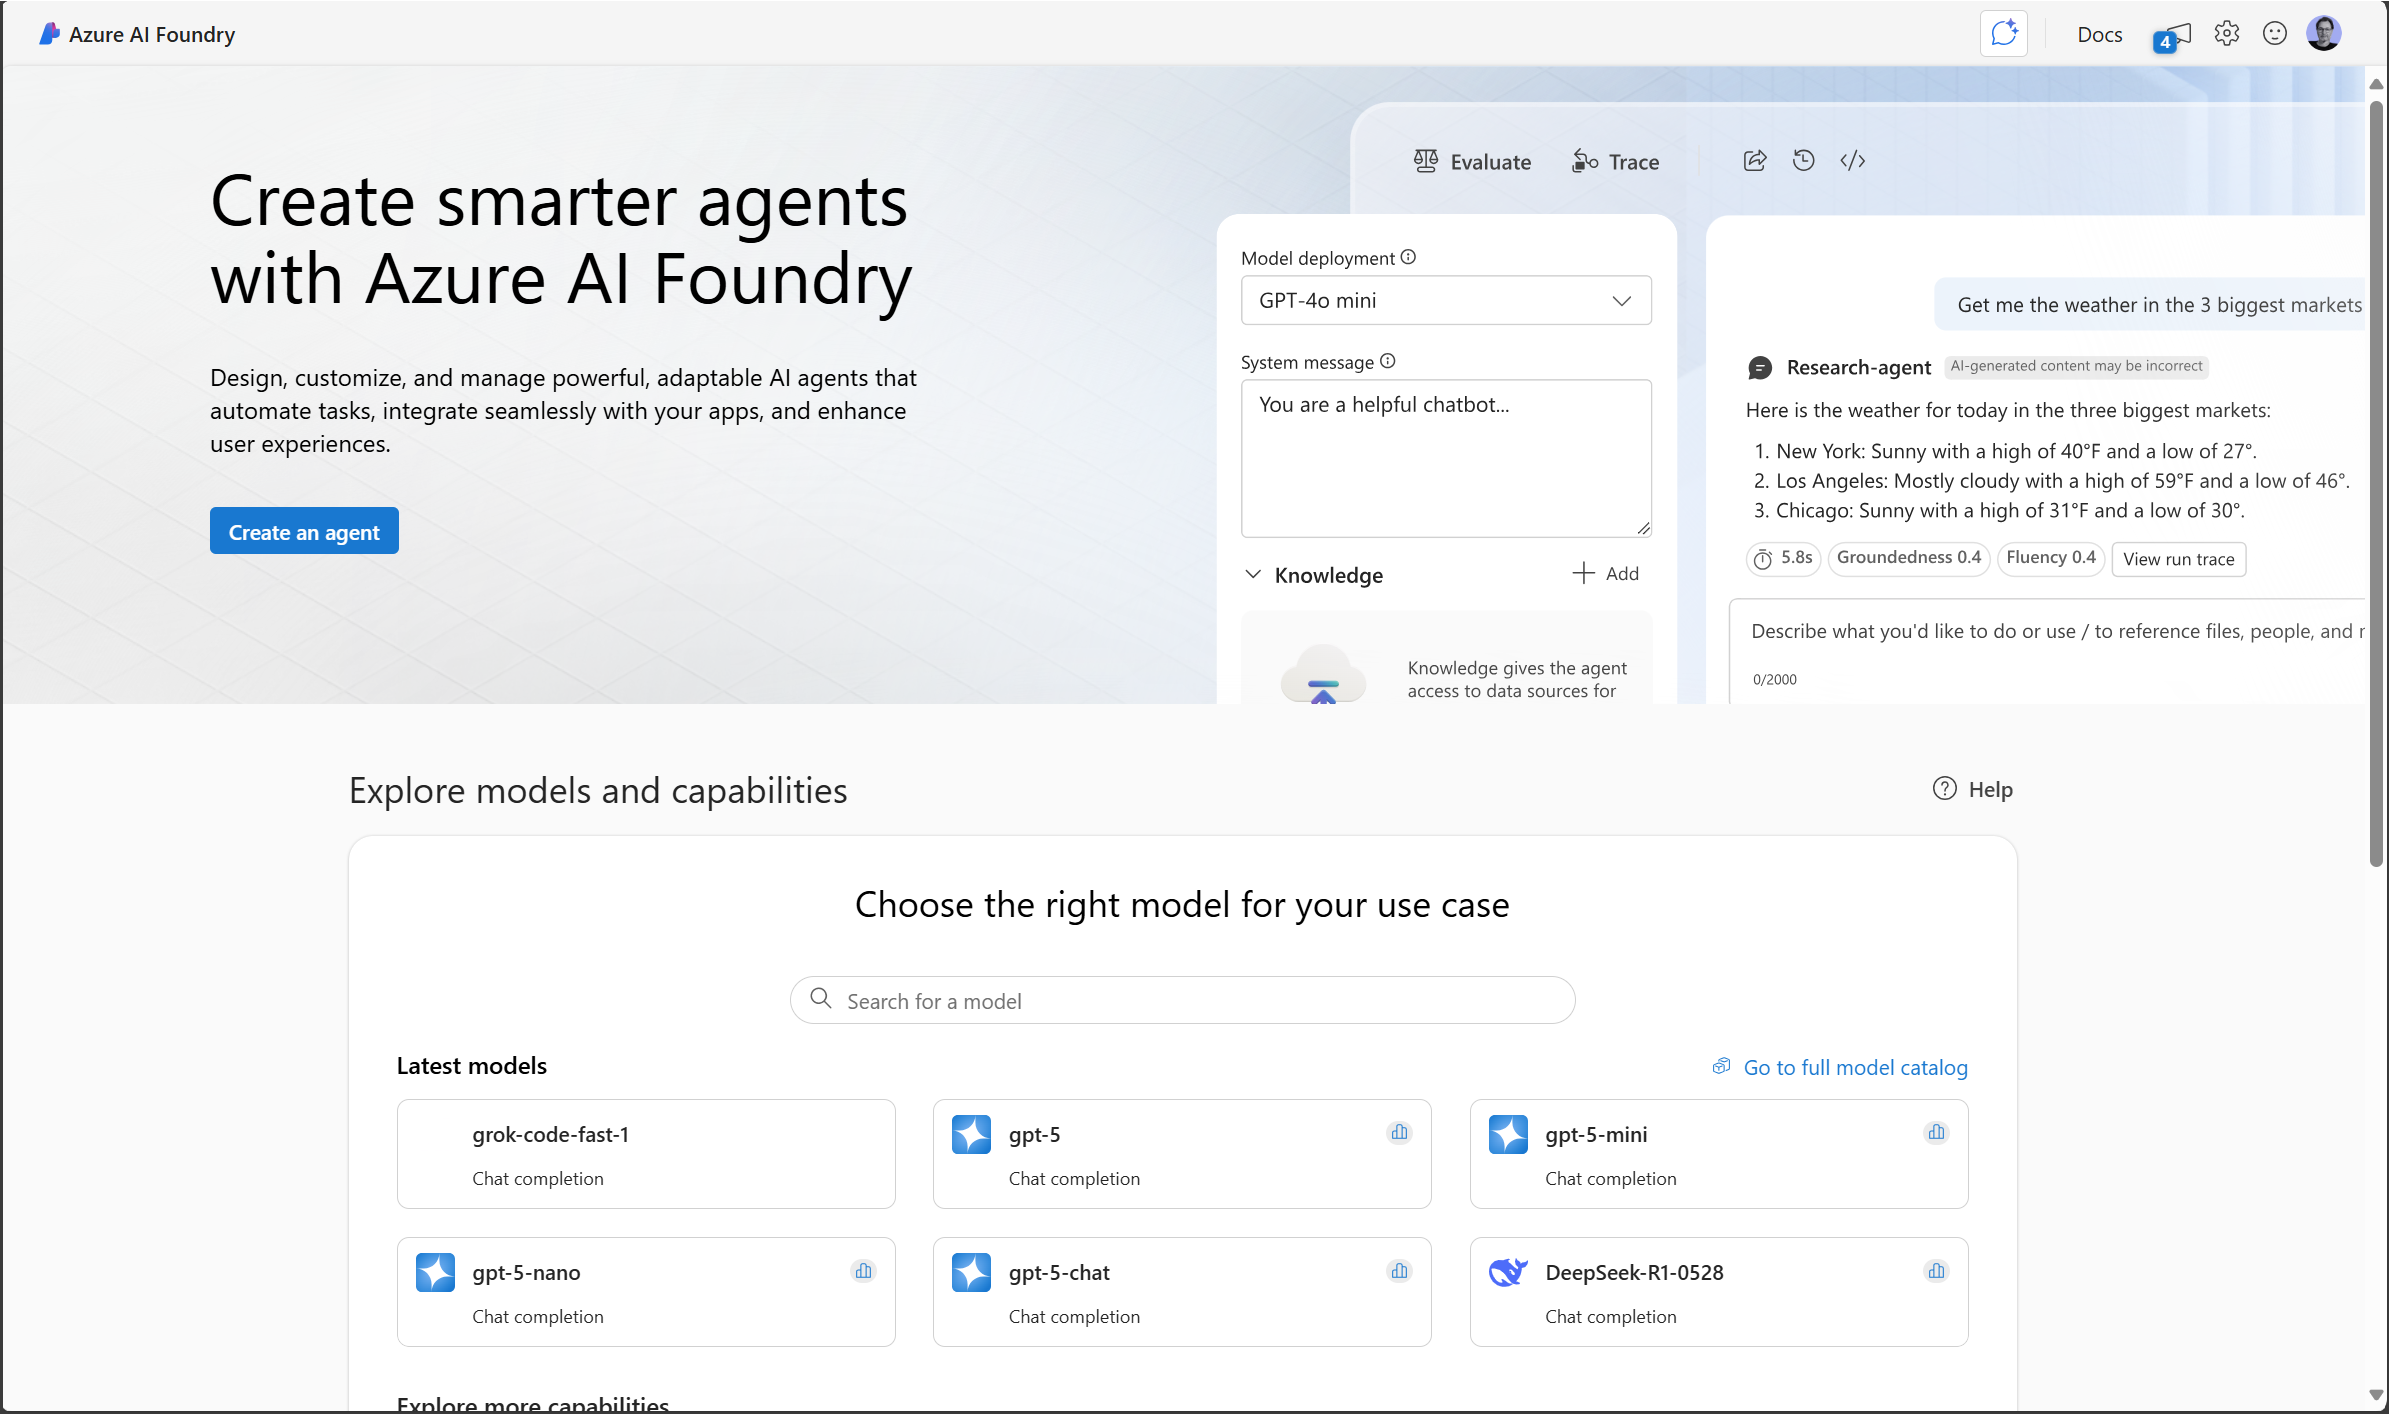 Azure AI Foundry
Docs
4
Create smarter agents
with Azure AI Foundry
Design, customize, and manage powerful, adaptable AI agents that
automate tasks, integrate seamlessly with your apps, and enhance
user experiences.
Create an agent
Evaluate
Trace
Model deployment
GPT-4o mini
System message
You are a helpful chatbot...
Knowledge
Add
Knowledge gives the agent
access to data sources for
Get me the weather in the 3 biggest markets
Research-agent
AI-generated content may be incorrect
Here is the weather for today in the three biggest markets:
1. New York: Sunny with a high of 40°F and a low of 27°.
2. Los Angeles: Mostly cloudy with a high of 59°F and a low of 46°.
3. Chicago: Sunny with a high of 31°F and a low of 30°.
5.8s
Groundedness 0.4
Fluency 0.4
View run trace
Describe what you'd like to do or use / to reference files, people, and
0/2000
Explore models and capabilities
Help
Choose the right model for your use case
Search for a model
Latest models
Go to full model catalog
grok-code-fast-1
Chat completion
gpt-5
Chat completion
gpt-5-mini
Chat completion
gpt-5-nano
Chat completion
gpt-5-chat
Chat completion
DeepSeek-R1-0528
Chat completion
Explore more capabilities